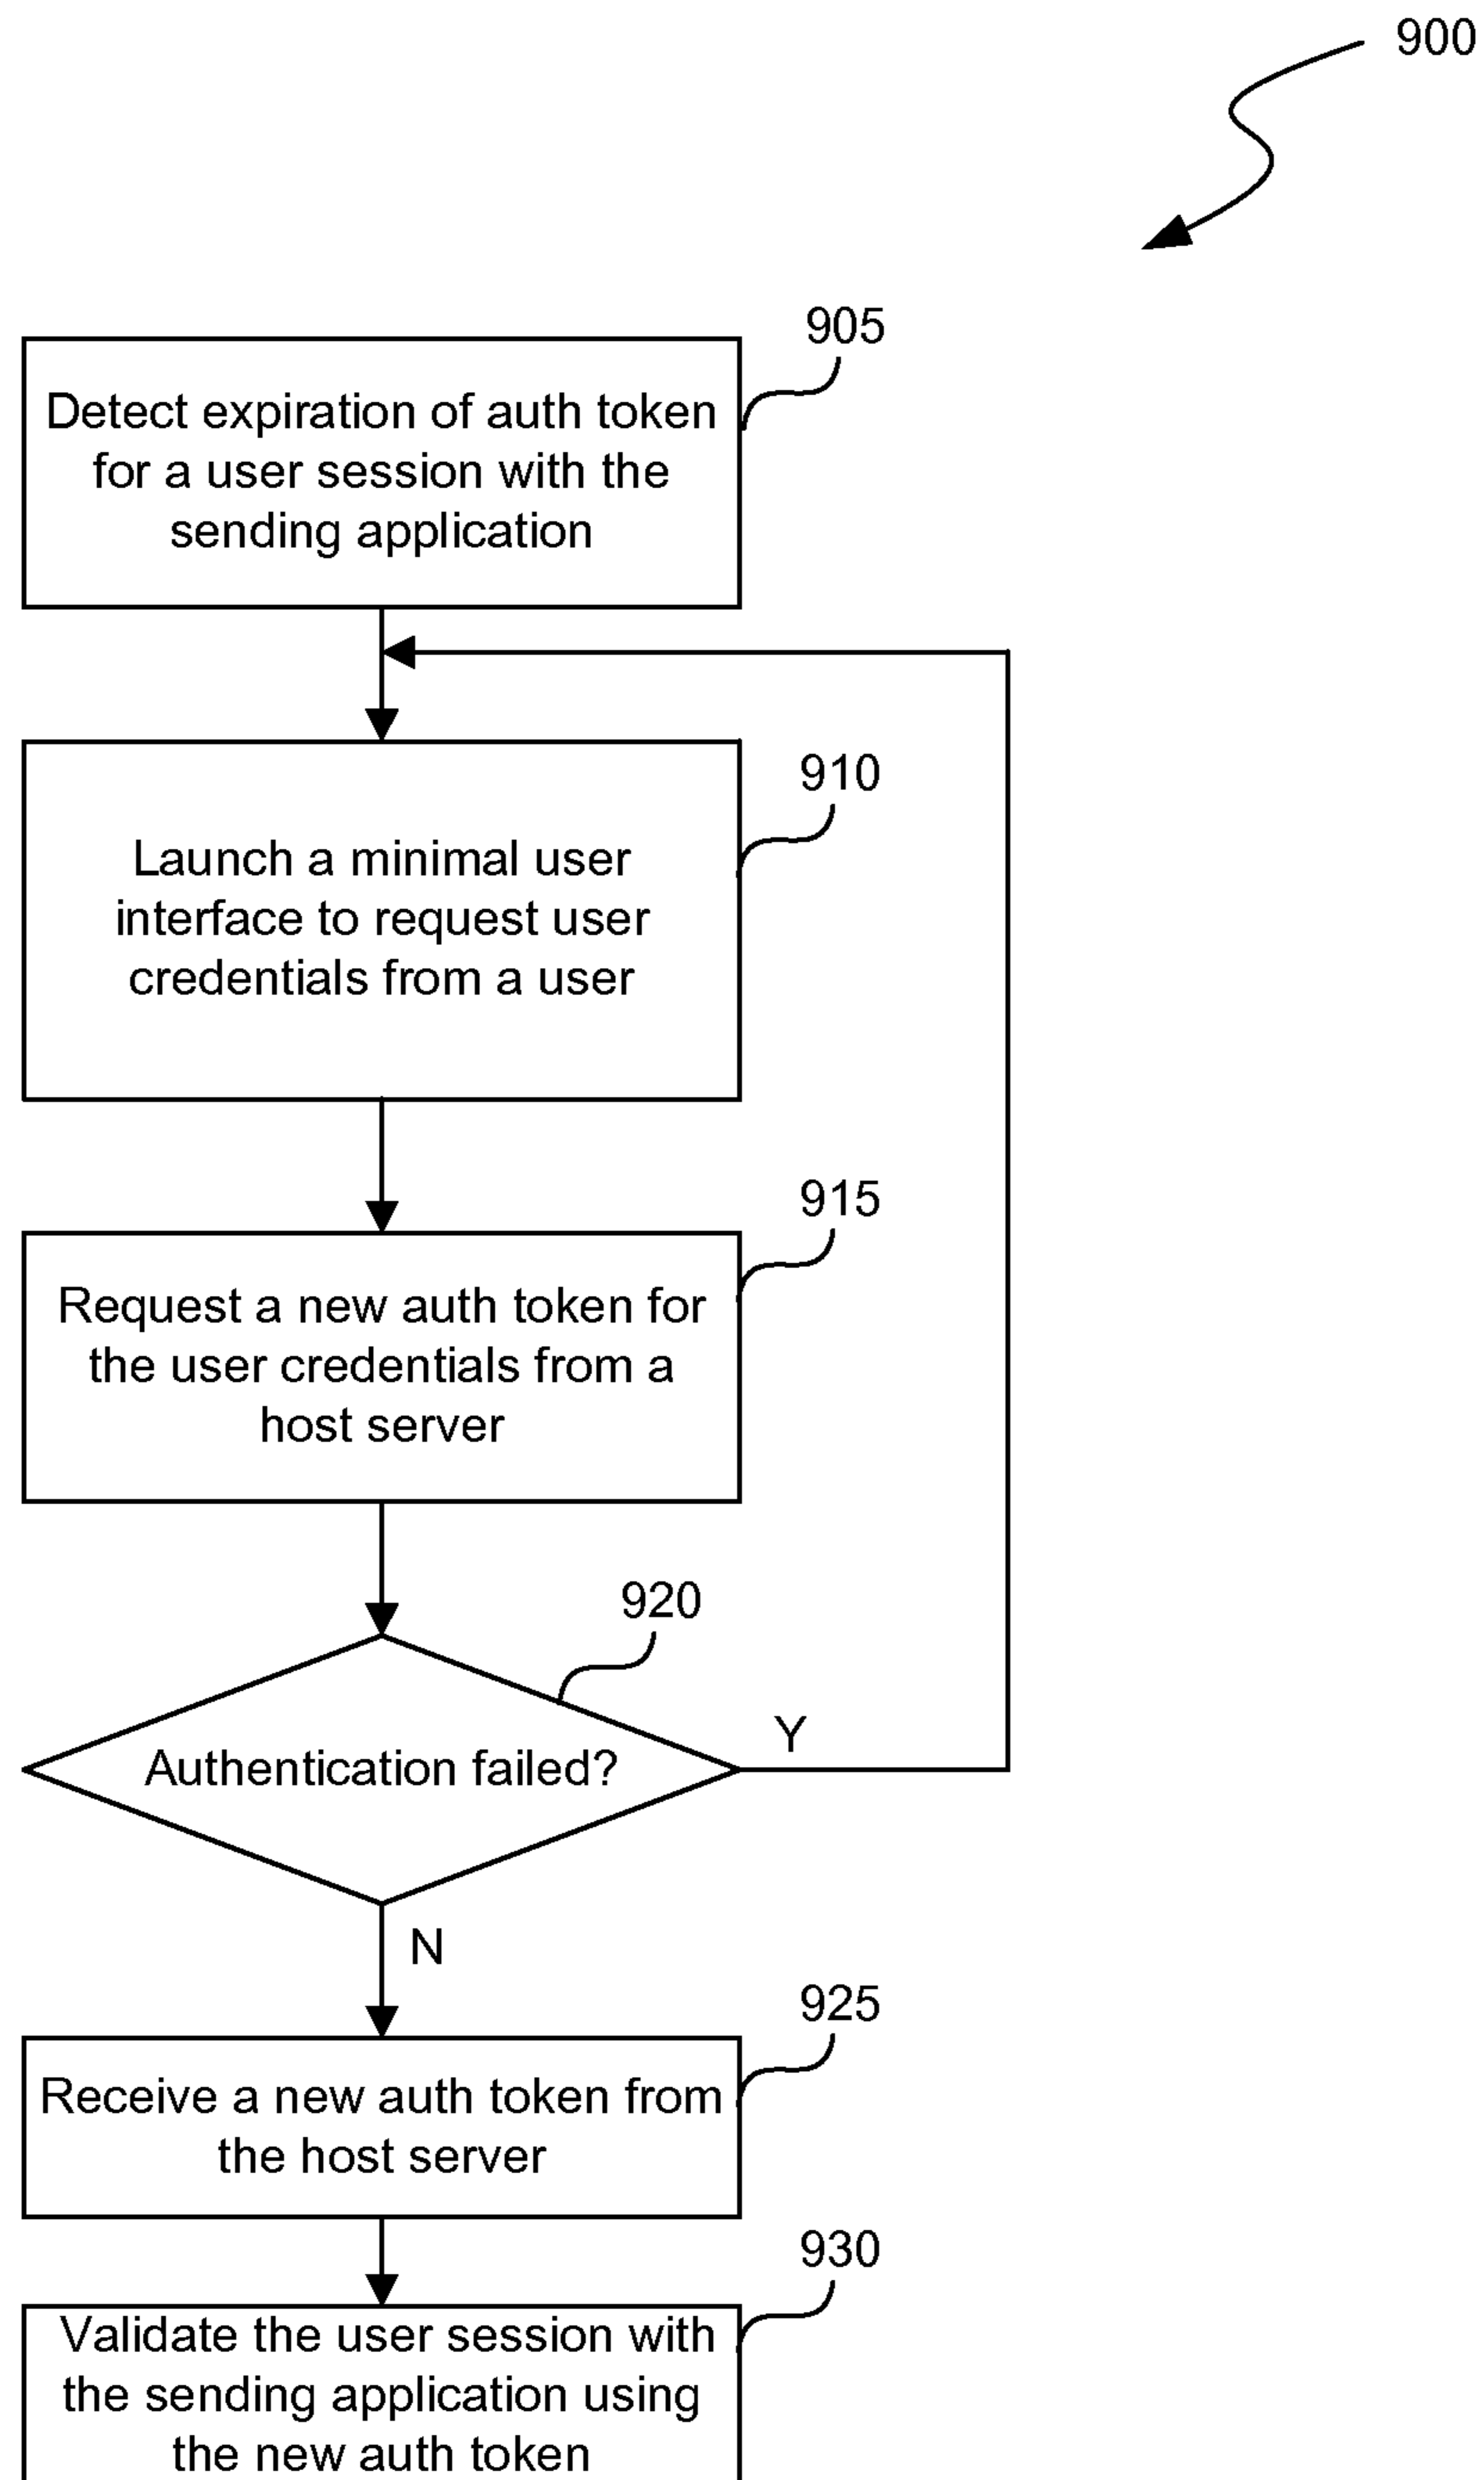 900
905
Detect expiration of auth token
for a user session with the
sending application
910
Launch a minimal user
interface to request user
credentials from a user
915
Request a new auth token for
the user credentials from a
host server
920
Authentication failed?
Y
N
925
Receive a new auth token from
the host server
930
Validate the user session with
the sending application using
the new auth token